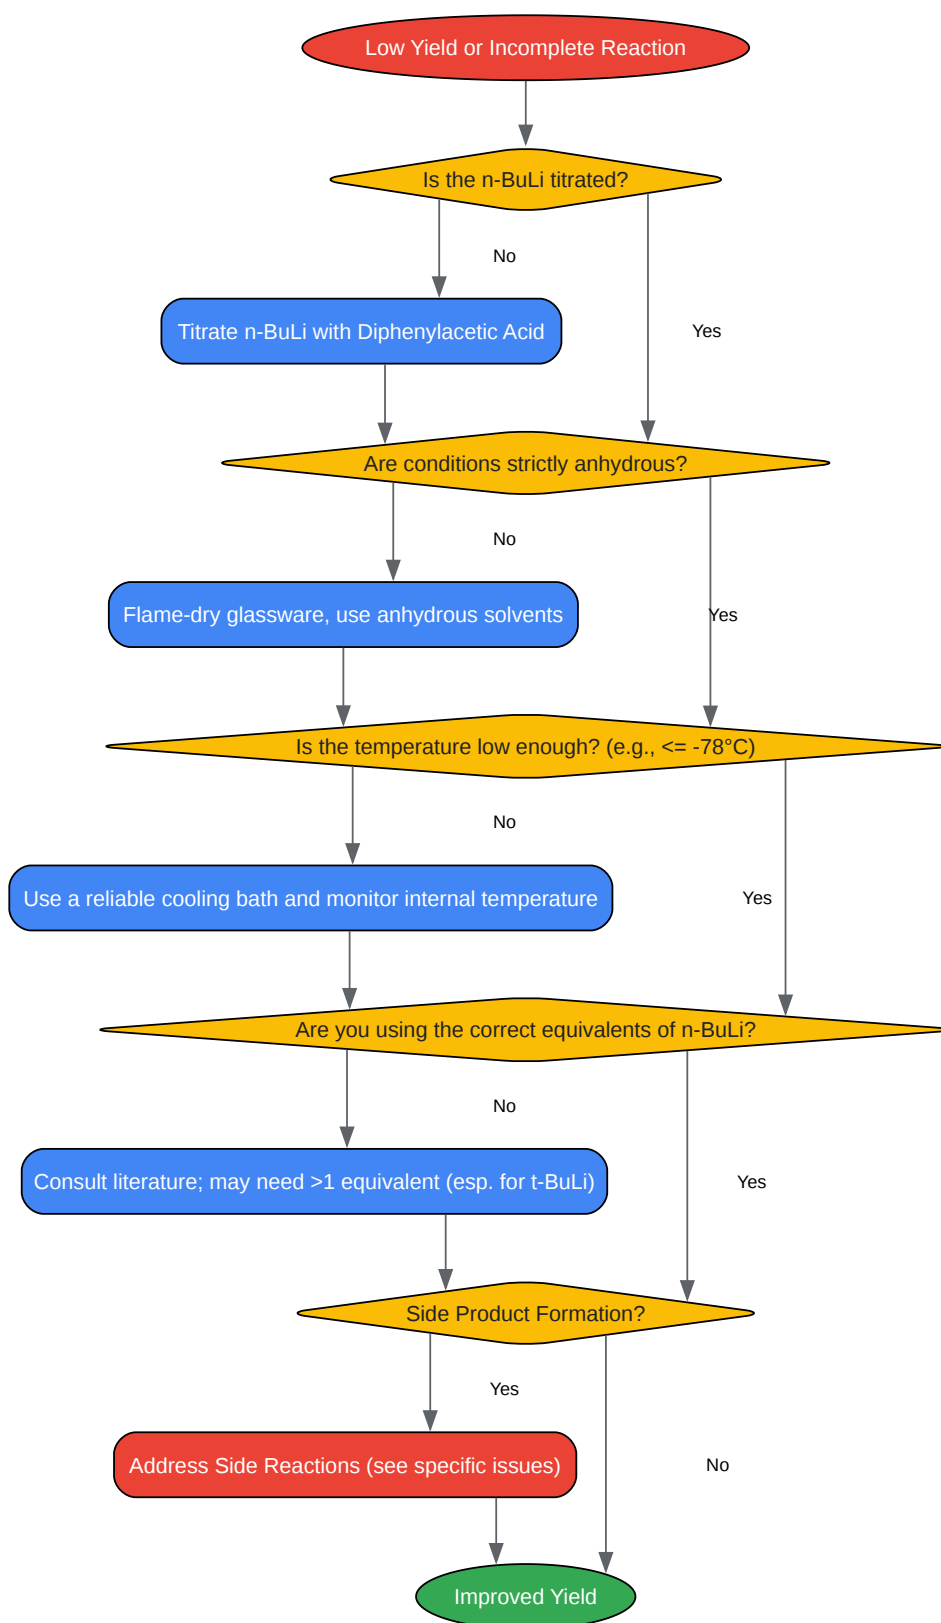 Low Yield or Incomplete Reaction
Is the n-BuLi titrated?
No
Titrate n-BuLi with Diphenylacetic Acid
Yes
Are conditions strictly anhydrous?
No
Flame-dry glassware, use anhydrous solvents
Yes
Is the temperature low enough? (e.g., <= -78°C)
No
Use a reliable cooling bath and monitor internal temperature
Yes
Are you using the correct equivalents of n-BuLi?
No
Consult literature; may need >1 equivalent (esp. for t-BuLi)
Yes
Side Product Formation?
Yes
Address Side Reactions (see specific issues)
No
Improved Yield